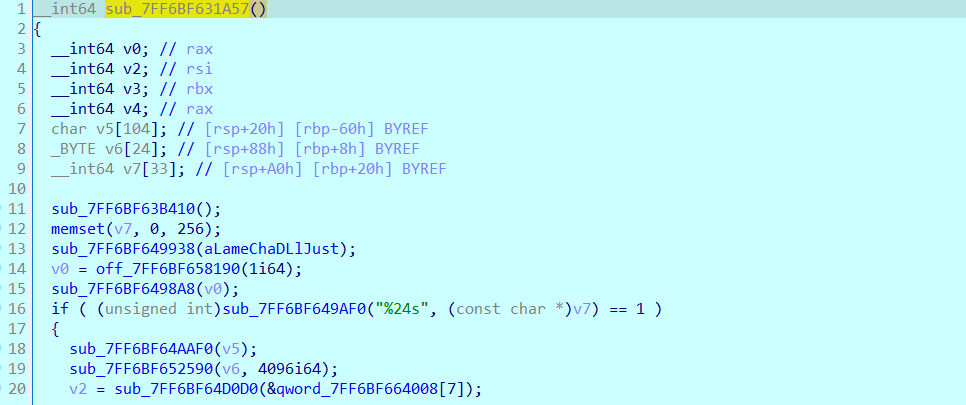 1 __int64 sub_7FF6BF631A57()
2 {
3 __int64 v0; // rax
4 __int64 v2; // rsi
5 __int64 v3; // rbx
6 __int64 v4; // rax
7 char v5[104]; // [rsp+20h] [rbp-60h] BYREF
8 _BYTE v6[24]; // [rsp+88h] [rbp+8h] BYREF
9 __int64 v7[33]; // [rsp+A0h] [rbp+20h] BYREF
10
11 sub_7FF6BF63B410();
12 memset(v7, 0, 256);
13 sub_7FF6BF649938(aLameChaDLlJust);
14 v0 = off_7FF6BF658190(1i64);
15 sub_7FF6BF6498A8(v0);
16 if ( (unsigned int)sub_7FF6BF649AF0("%24s", (const char *)v7) == 1 )
17 {
18 sub_7FF6BF64AAF0(v5);
19 sub_7FF6BF652590(v6, 4096i64);
20 v2 = sub_7FF6BF64D0D0(&qword_7FF6BF664008[7]);